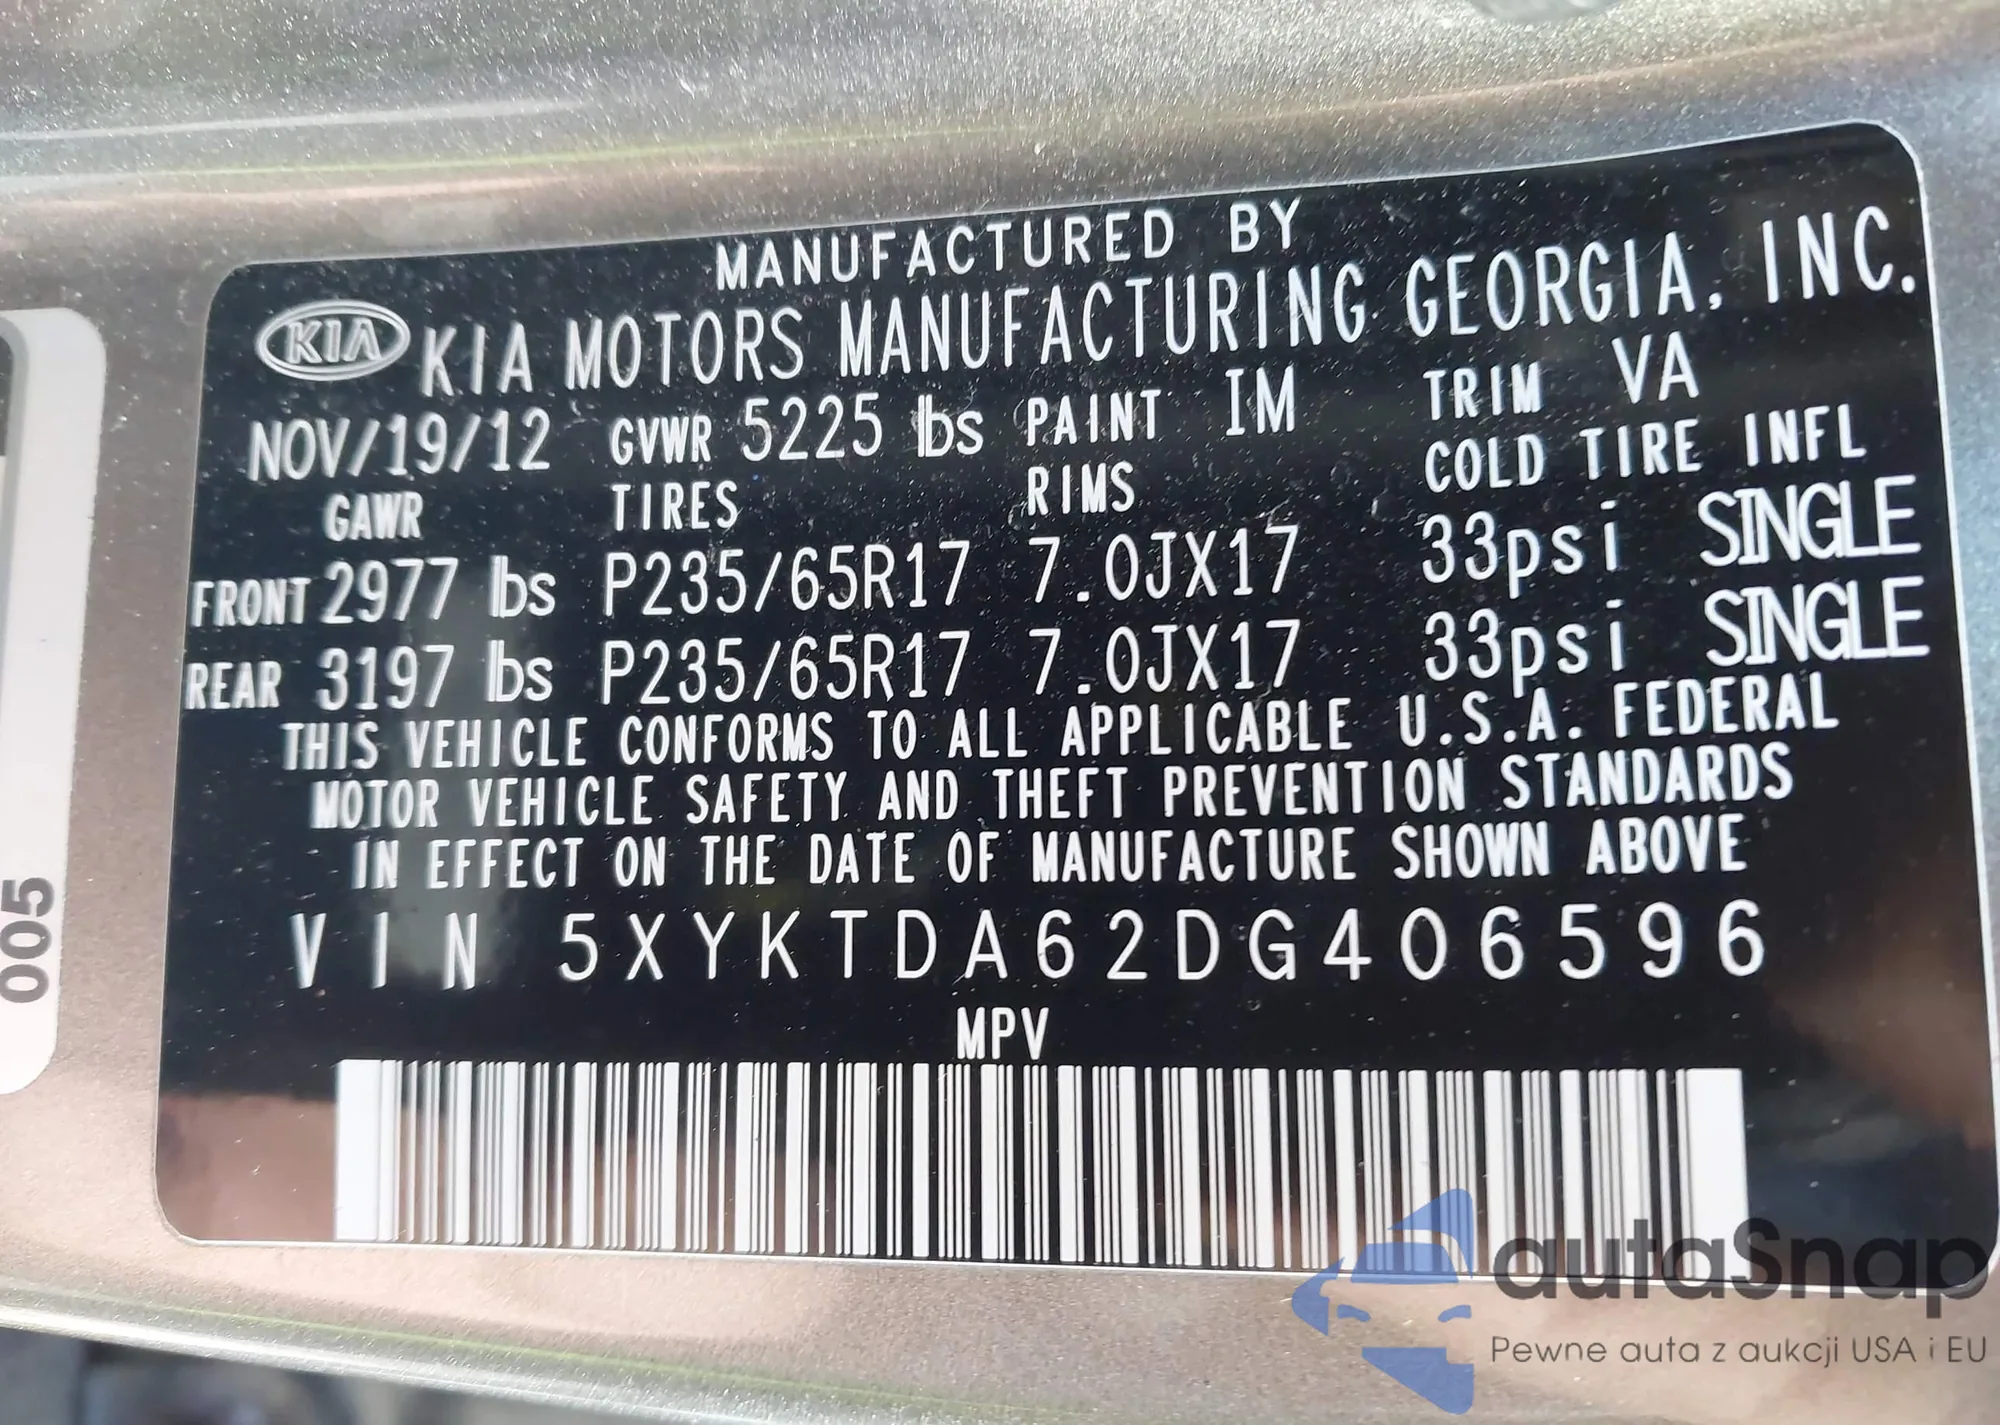 MANUFACTURED BY
KIA KIA MOTORS MANUFACTURING GEORGIA, INC.
NOV/19/12 GVWR 5225 lbs PAINT IM TRIM VA
GAWR TIRES RIMS COLD TIRE INFL
FRONT 2977 lbs P235/65R17 7.0JX17 33psi SINGLE
REAR 3197 lbs P235/65R17 7.0JX17 33psi SINGLE
THIS VEHICLE CONFORMS TO ALL APPLICABLE U.S.A. FEDERAL
MOTOR VEHICLE SAFETY AND THEFT PREVENTION STANDARDS
IN EFFECT ON THE DATE OF MANUFACTURE SHOWN ABOVE
VIN 5XYKTDA62DG406596
MPV
005
autaSnap
Pewne auta z aukcji USA i EU